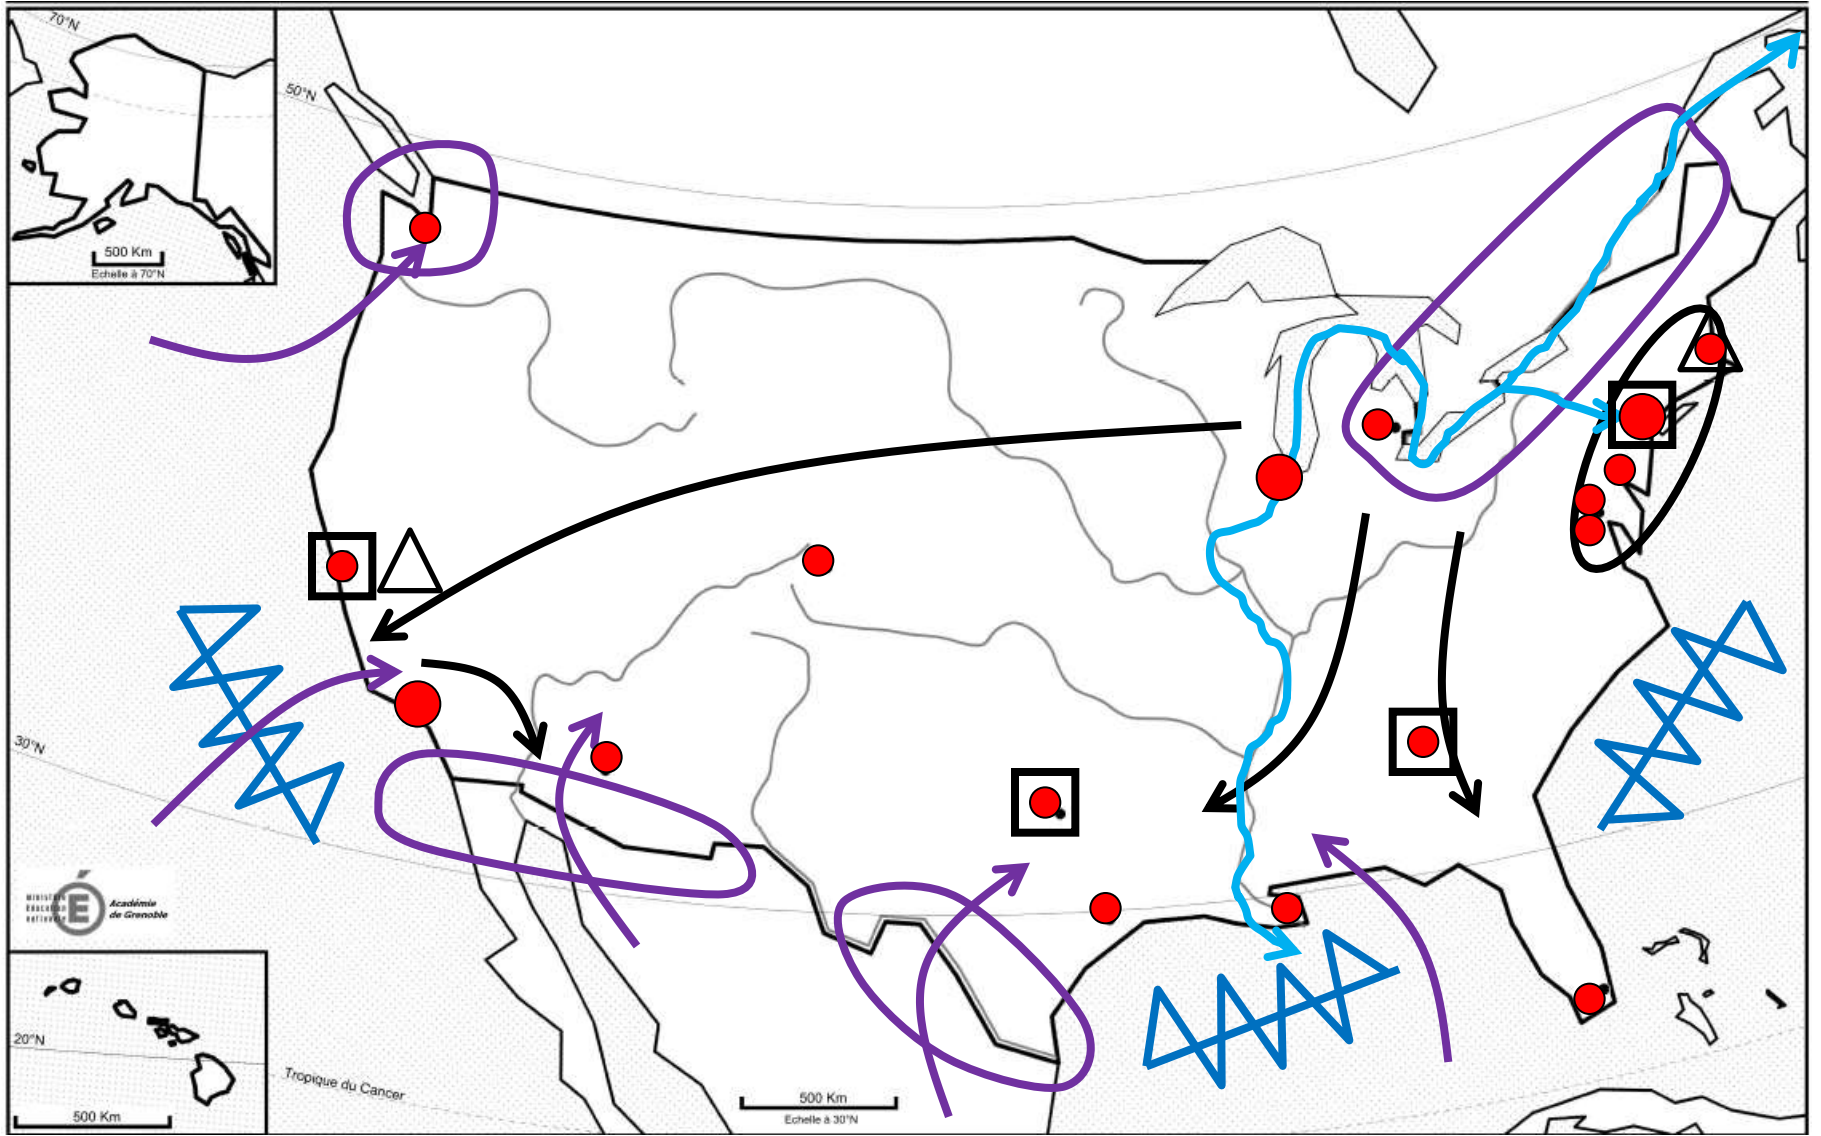 70°N
50°N
500 Km
Echelle à 70°N
30°N
É
Académie
de Grenoble
20°N
500 Km
Tropique du Cancer
500 Km
Echelle à 30°N